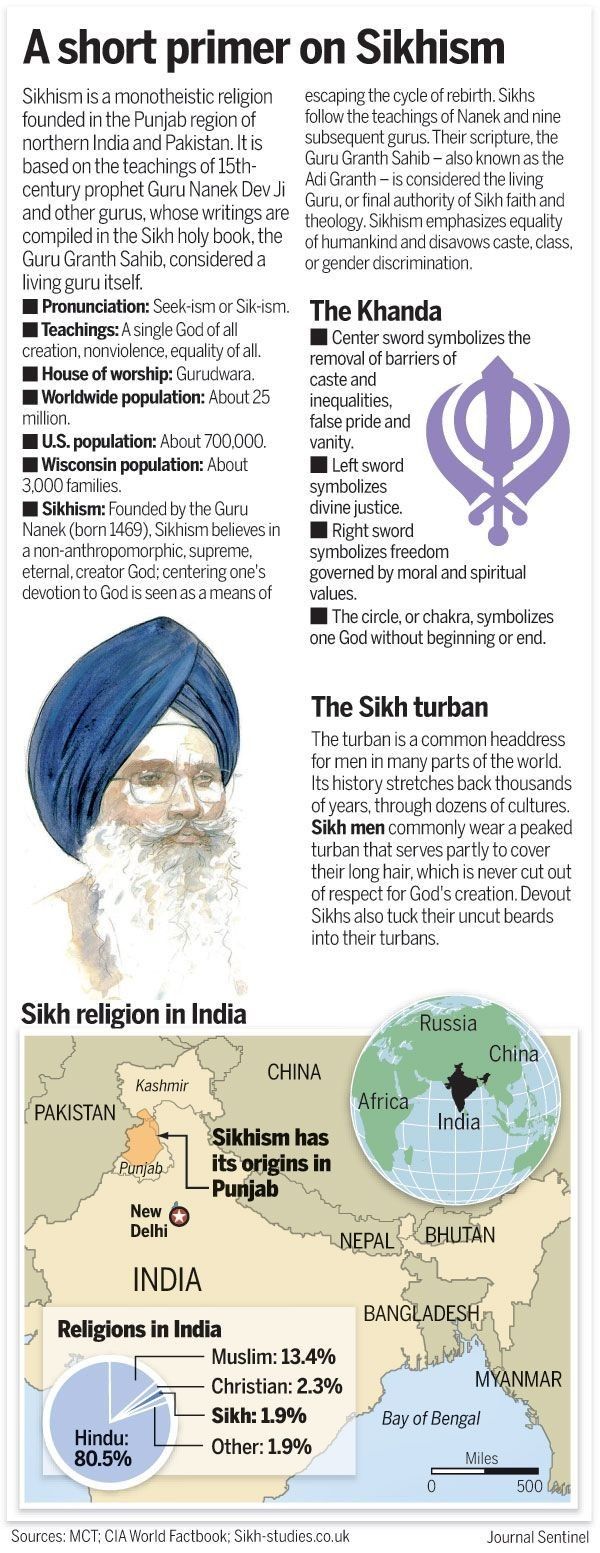 A short primer on Sikhism
Sikhism is a monotheistic religion
founded in the Punjab region of
northern India and Pakistan. It is
based on the teachings of 15th-
century prophet Guru Nanek Dev Ji
and other gurus, whose writings are
compiled in the Sikh holy book, the
Guru Granth Sahib, considered a
living guru itself.
■ Pronunciation: Seek-ism or Sik-ism.
■ Teachings: A single God of all
creation, nonviolence, equality of all.
■ House of worship: Gurudwara.
■ Worldwide population: About 25
million.
■ U.S. population: About 700,000.
■ Wisconsin population: About
3,000 families.
■ Sikhism: Founded by the Guru
Nanek (born 1469), Sikhism believes in
a non-anthropomorphic, supreme,
eternal, creator God; centering one's
devotion to God is seen as a means of
escaping the cycle of rebirth. Sikhs
follow the teachings of Nanek and nine
subsequent gurus. Their scripture, the
Guru Granth Sahib – also known as the
Adi Granth – is considered the living
Guru, or final authority of Sikh faith and
theology. Sikhism emphasizes equality
of humankind and disavows caste, class,
or gender discrimination.
The Khanda
■ Center sword symbolizes the
removal of barriers of
caste and
inequalities,
false pride and
vanity.
■ Left sword
symbolizes
divine justice.
■ Right sword
symbolizes freedom
governed by moral and spiritual
values.
■ The circle, or chakra, symbolizes
one God without beginning or end.
The Sikh turban
The turban is a common headdress
for men in many parts of the world.
Its history stretches back thousands
of years, through dozens of cultures.
Sikh men commonly wear a peaked
turban that serves partly to cover
their long hair, which is never cut out
of respect for God's creation. Devout
Sikhs also tuck their uncut beards
into their turbans.
Sikh religion in India
Russia
China
Africa
India
Kashmir
CHINA
PAKISTAN
Punjab
Sikhism has
its origins in
Punjab
New
Delhi
NEPAL
BHUTAN
INDIA
BANGLADESH
MYANMAR
Bay of Bengal
Miles
0 500
Religions in India
Muslim: 13.4%
Christian: 2.3%
Sikh: 1.9%
Other: 1.9%
Hindu:
80.5%
Sources: MCT; CIA World Factbook; Sikh-studies.co.uk
Journal Sentinel